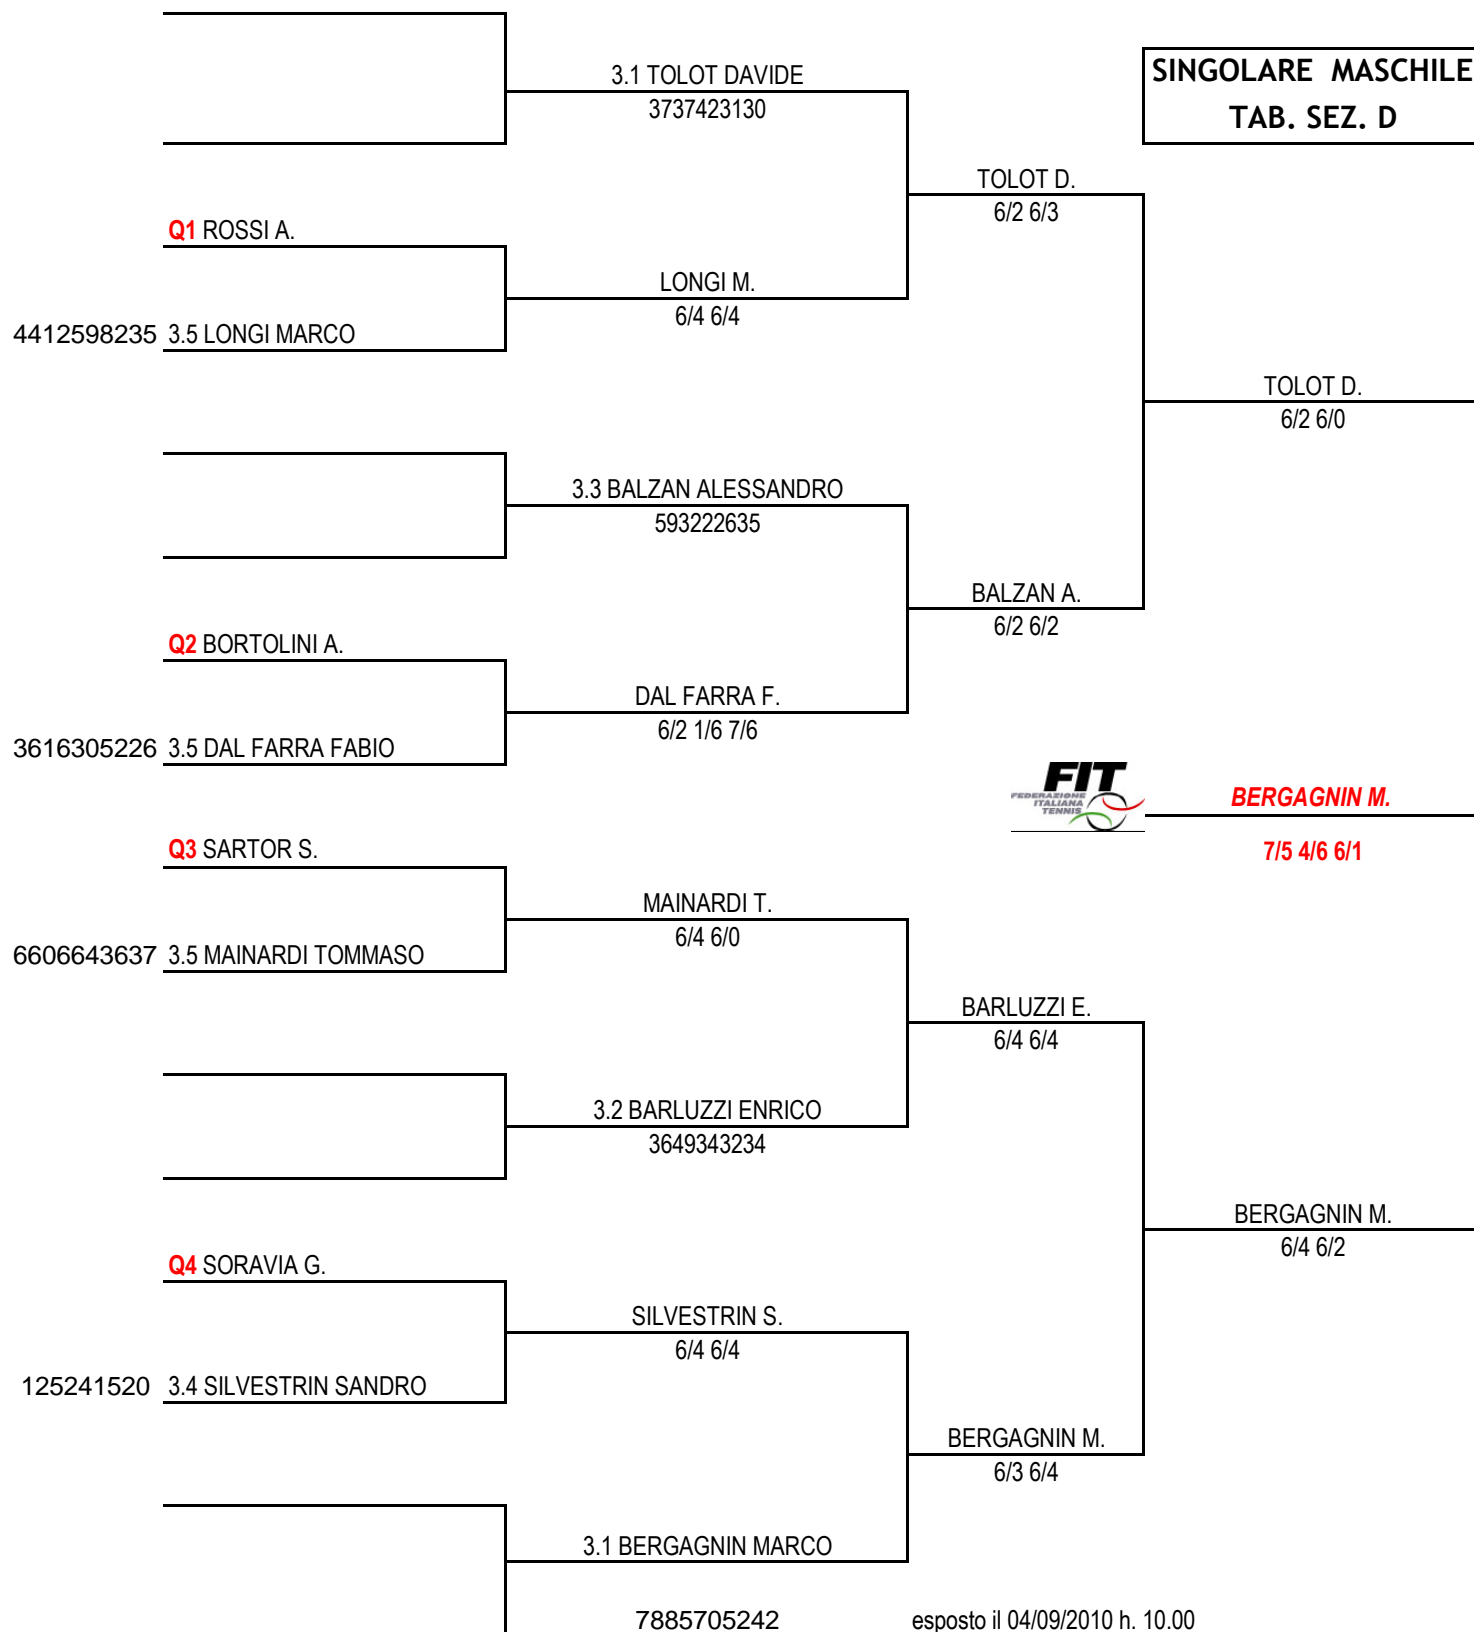 3.1 TOLOT DAVIDE
3737423130
SINGOLARE MASCHILE
TAB. SEZ. D
TOLOT D.
6/2 6/3
Q1 ROSSI A.
LONGI M.
6/4 6/4
4412598235 3.5 LONGI MARCO
TOLOT D.
6/2 6/0
3.3 BALZAN ALESSANDRO
593222635
BALZAN A.
6/2 6/2
Q2 BORTOLINI A.
DAL FARRA F.
6/2 1/6 7/6
3616305226 3.5 DAL FARRA FABIO
FIT
FEDERAZIONE
ITALIANA
TENNIS
BERGAGNIN M.
7/5 4/6 6/1
Q3 SARTOR S.
MAINARDI T.
6/4 6/0
6606643637 3.5 MAINARDI TOMMASO
BARLUZZI E.
6/4 6/4
3.2 BARLUZZI ENRICO
3649343234
BERGAGNIN M.
6/4 6/2
Q4 SORAVIA G.
SILVESTRIN S.
6/4 6/4
125241520 3.4 SILVESTRIN SANDRO
BERGAGNIN M.
6/3 6/4
3.1 BERGAGNIN MARCO
7885705242 esposto il 04/09/2010 h. 10.00